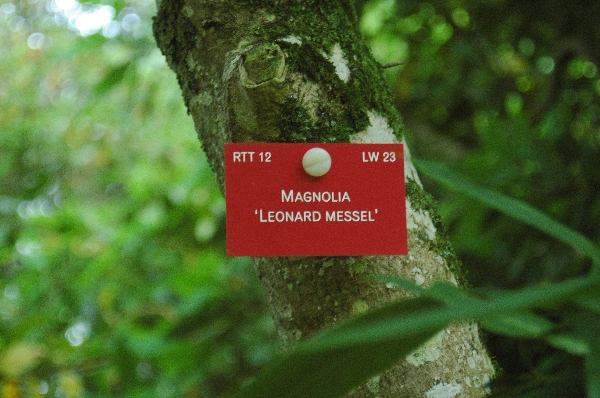 RTT 12 LW 23
MAGNOLIA
‘LEONARD MESSEL’